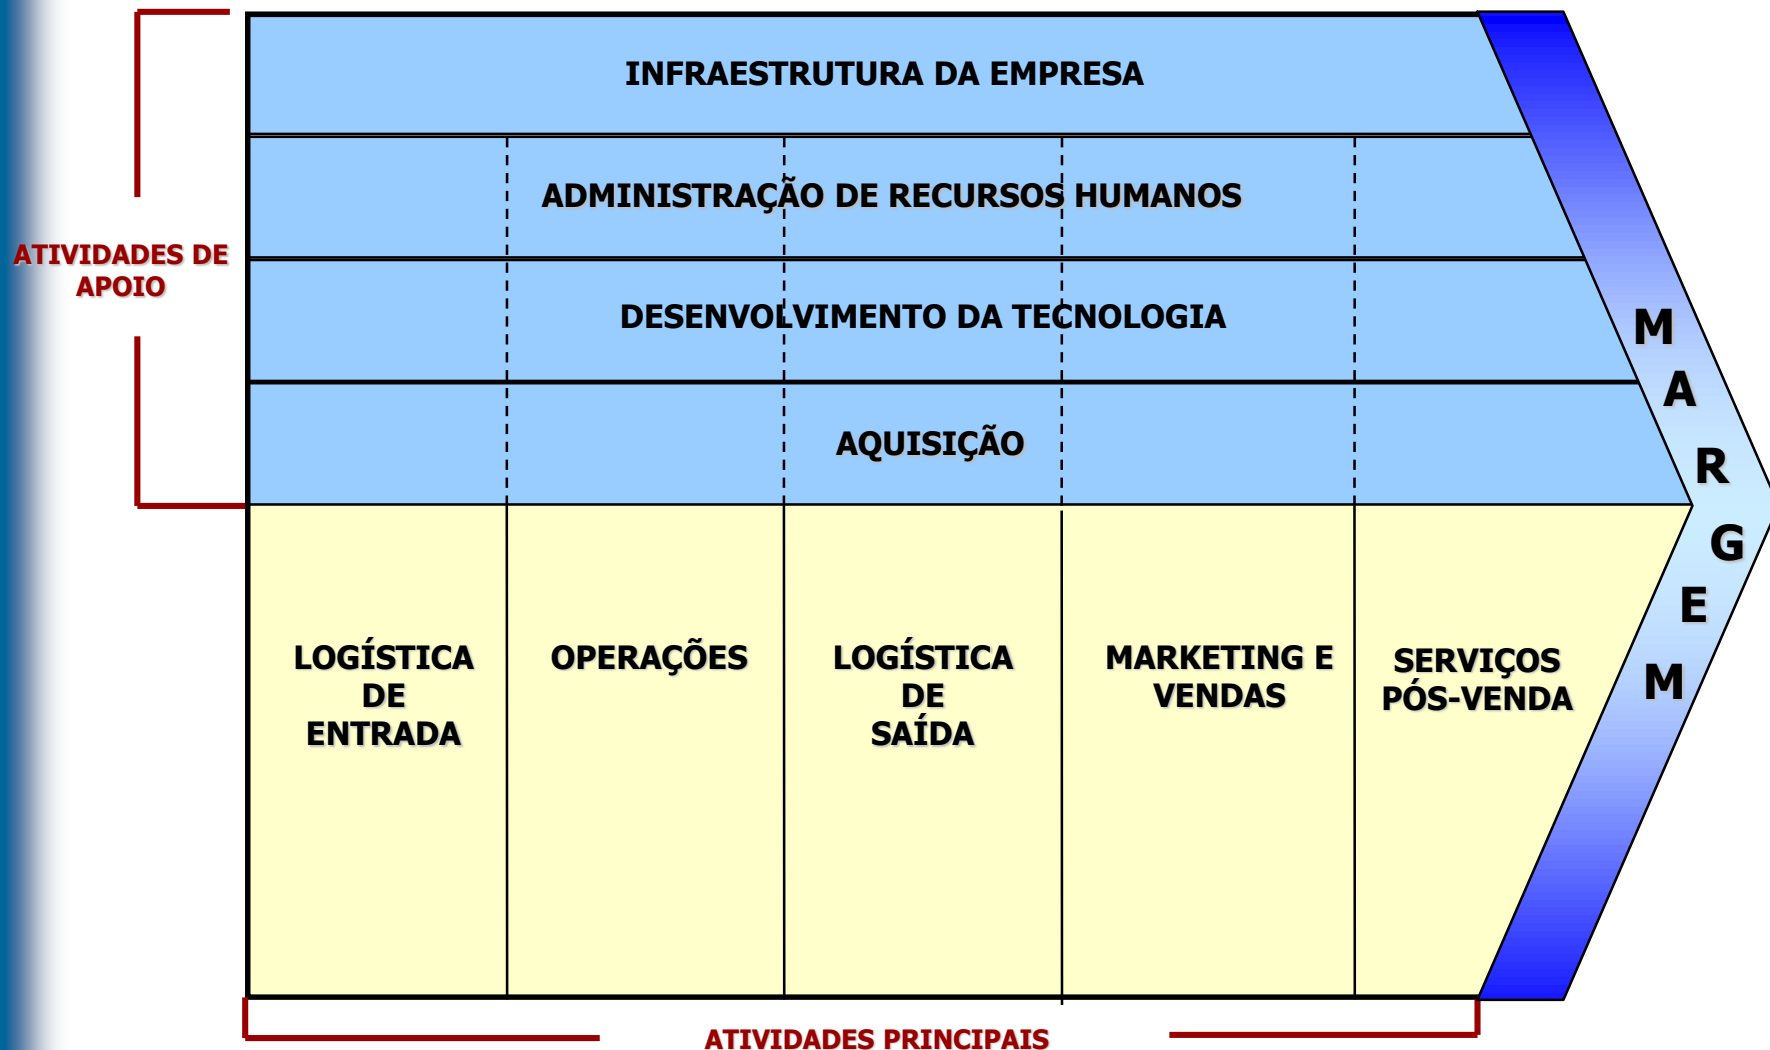 INFRAESTRUTURA DA EMPRESA
ADMINISTRAÇÃO DE RECURSOS HUMANOS
ATIVIDADES DE
APOIO
DESENVOLVIMENTO DA TECNOLOGIA
AQUISIÇÃO
M
A
R
G
E
M
LOGÍSTICA
DE
ENTRADA
OPERAÇÕES
LOGÍSTICA
DE
SAÍDA
MARKETING E
VENDAS
SERVIÇOS
PÓS-VENDA
ATIVIDADES PRINCIPAIS